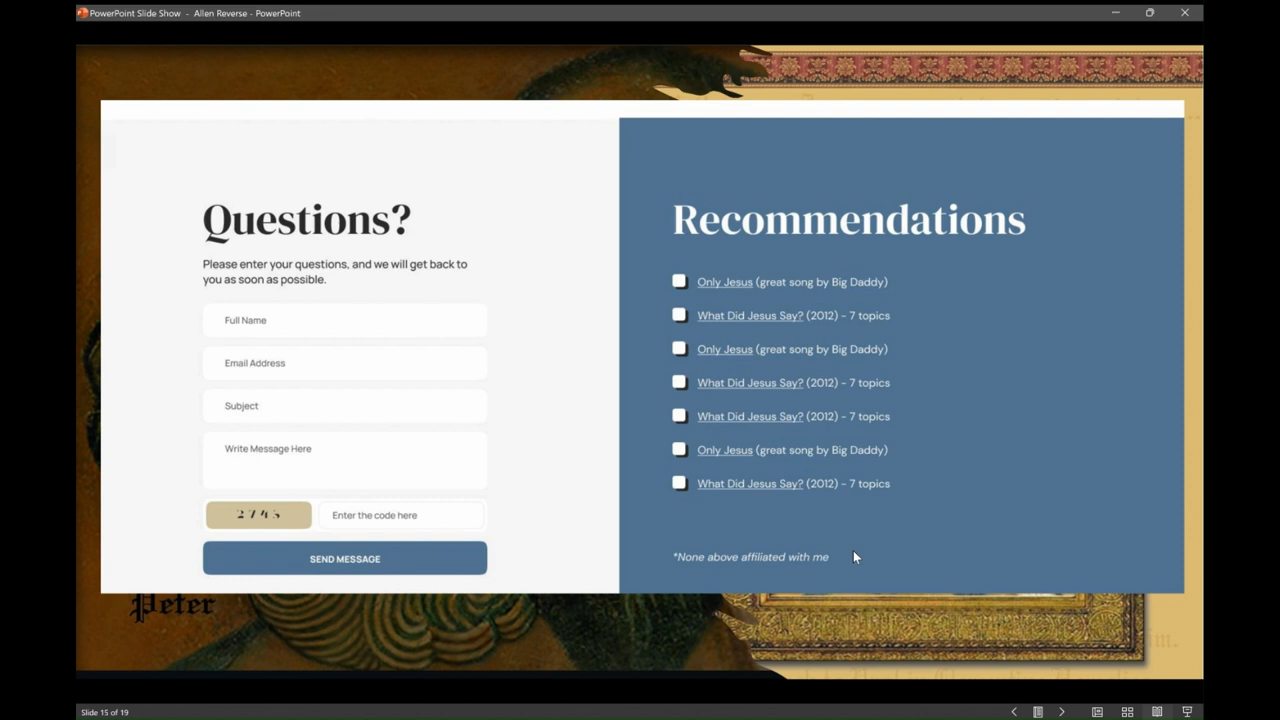 PowerPoint Slide Show - Allen Reverse - PowerPoint
Questions?
Please enter your questions, and we will get back to
you as soon as possible.
Full Name
Email Address
Subject
Write Message Here
2745
Enter the code here
SEND MESSAGE
Recommendations
Only Jesus (great song by Big Daddy)
What Did Jesus Say? (2012) - 7 topics
Only Jesus (great song by Big Daddy)
What Did Jesus Say? (2012) - 7 topics
What Did Jesus Say? (2012) - 7 topics
Only Jesus (great song by Big Daddy)
What Did Jesus Say? (2012) - 7 topics
*None above affiliated with me
Peter
Slide 15 of 19